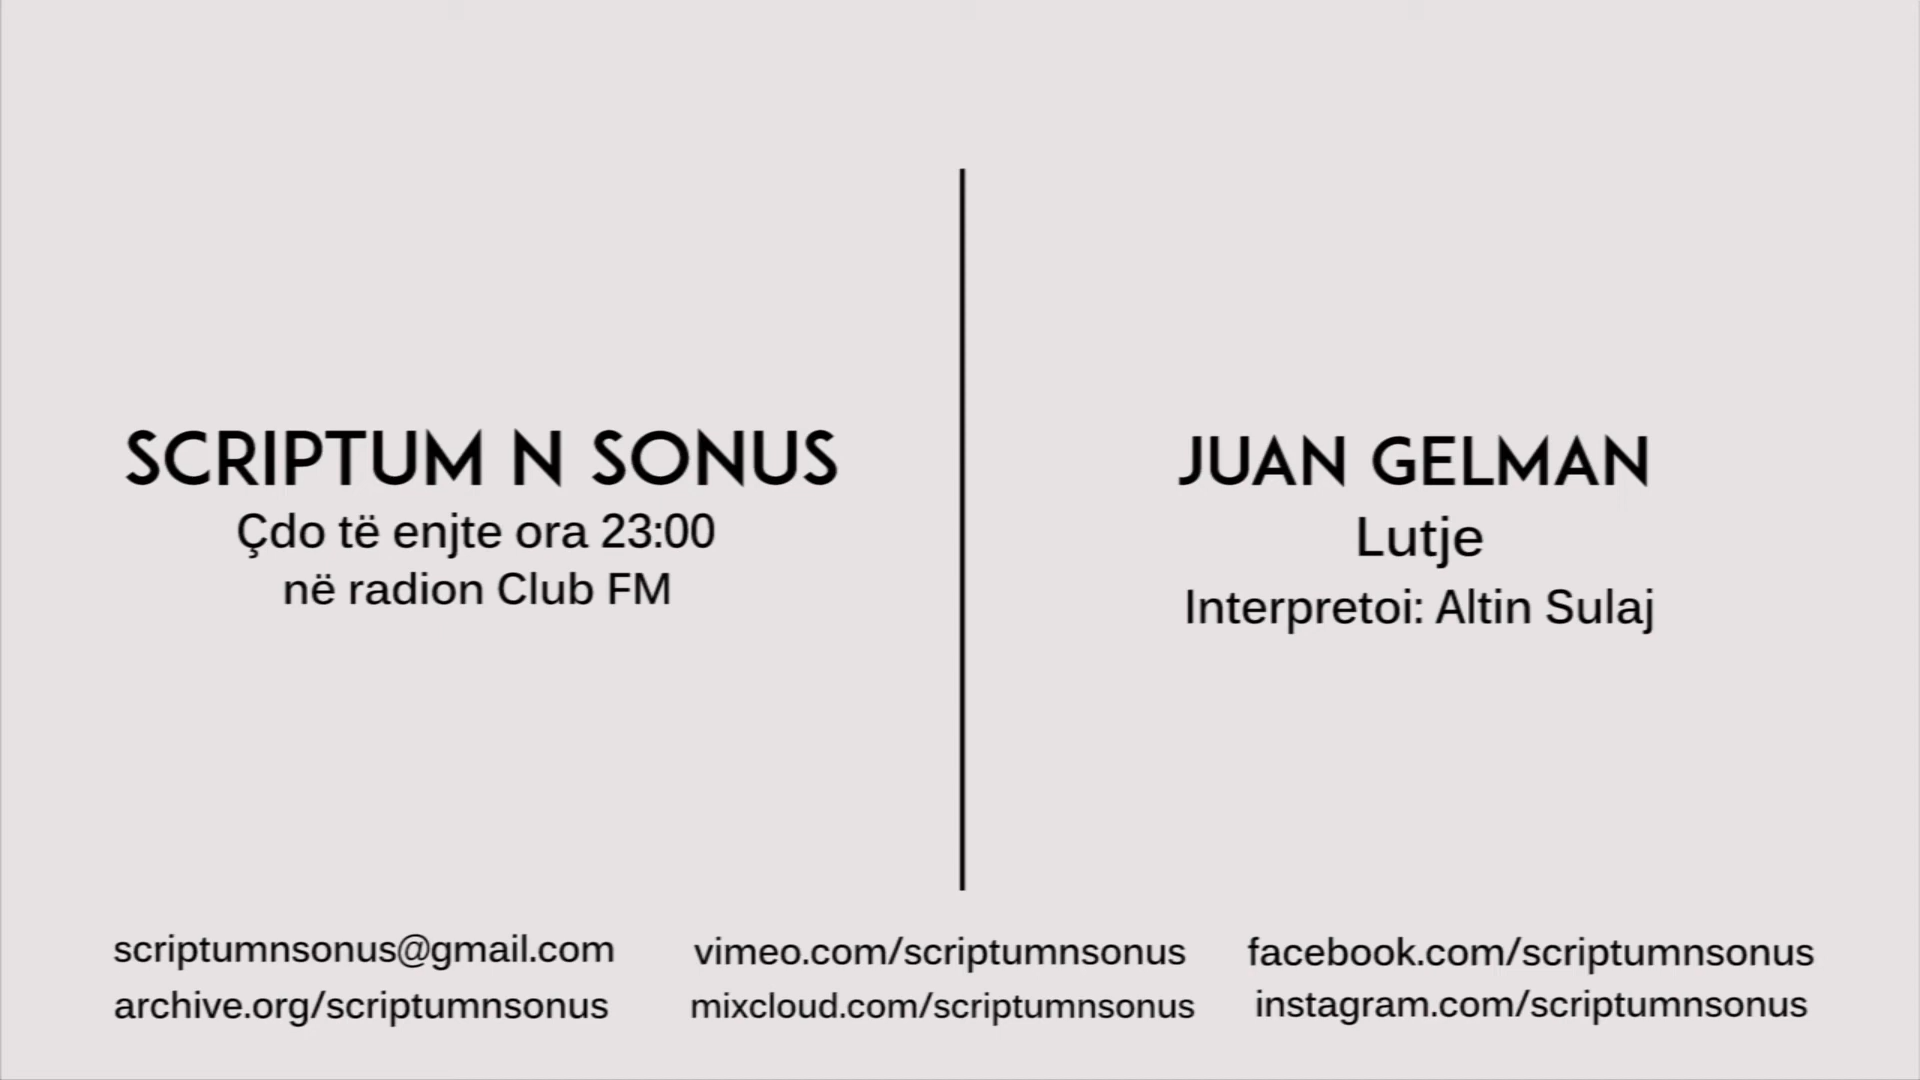 SCRIPTUM N SONUS
Çdo të enjte ora 23:00
në radion Club FM
JUAN GELMAN
Lutje
Interpretoi: Altin Sulaj
scriptumnsonus@gmail.com
archive.org/scriptumnsonus
vimeo.com/scriptumnsonus
mixcloud.com/scriptumnsonus
facebook.com/scriptumnsonus
instagram.com/scriptumnsonus